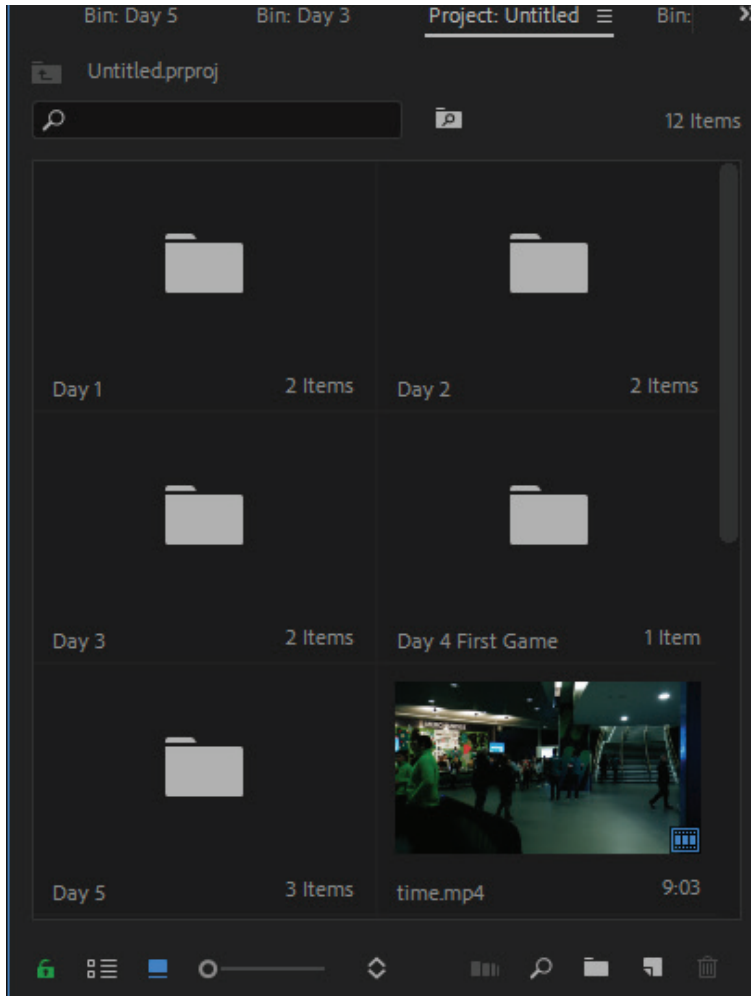 Bin: Day 5 Bin: Day 3 Project: Untitled Bin:
Untitled.prproj
12 Items
Day 1 2 Items Day 2 2 Items
Day 3 2 Items Day 4 First Game 1 Item
Day 5 3 Items time.mp4 9:03